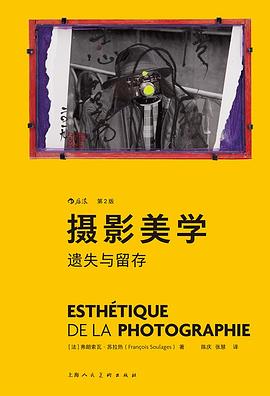 后浪 第2版
摄影美学
遗失与留存
ESTHÉTIQUE
DE LA PHOTOGRAPHIE
[法] 弗朗索瓦·苏拉热（François Soulages）著 陈庆 张慧 译
上海人民美术出版社